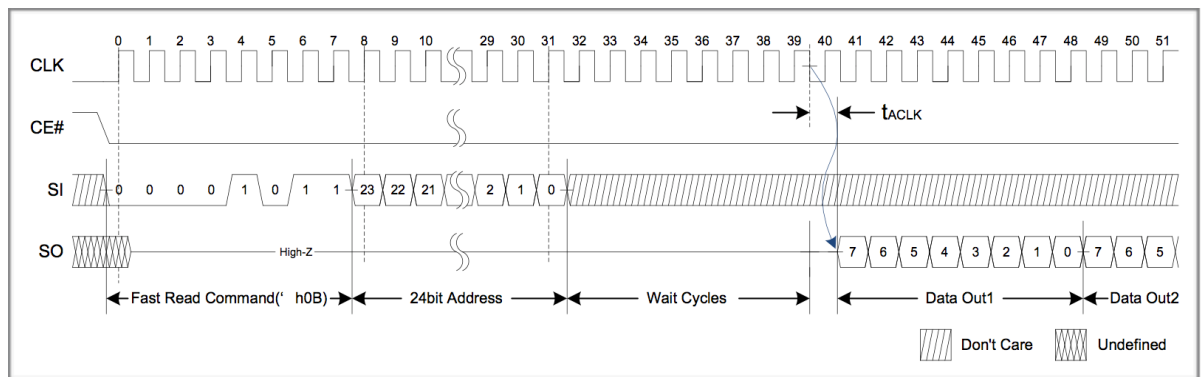 0 1 2 3 4 5 6 7 8 9 10 29 30 31 32 33 34 35 36 37 38 39 40 41 42 43 44 45 46 47 48 49 50 51
CLK
tACLK
CE#
SI 0 0 0 0 1 0 1 1 23 22 21 2 1 0
SO High-Z 7 6 5 4 3 2 1 0 7 6 5
Fast Read Command(‘ h0B) 24bit Address Wait Cycles Data Out1 Data Out2
Don't Care Undefined